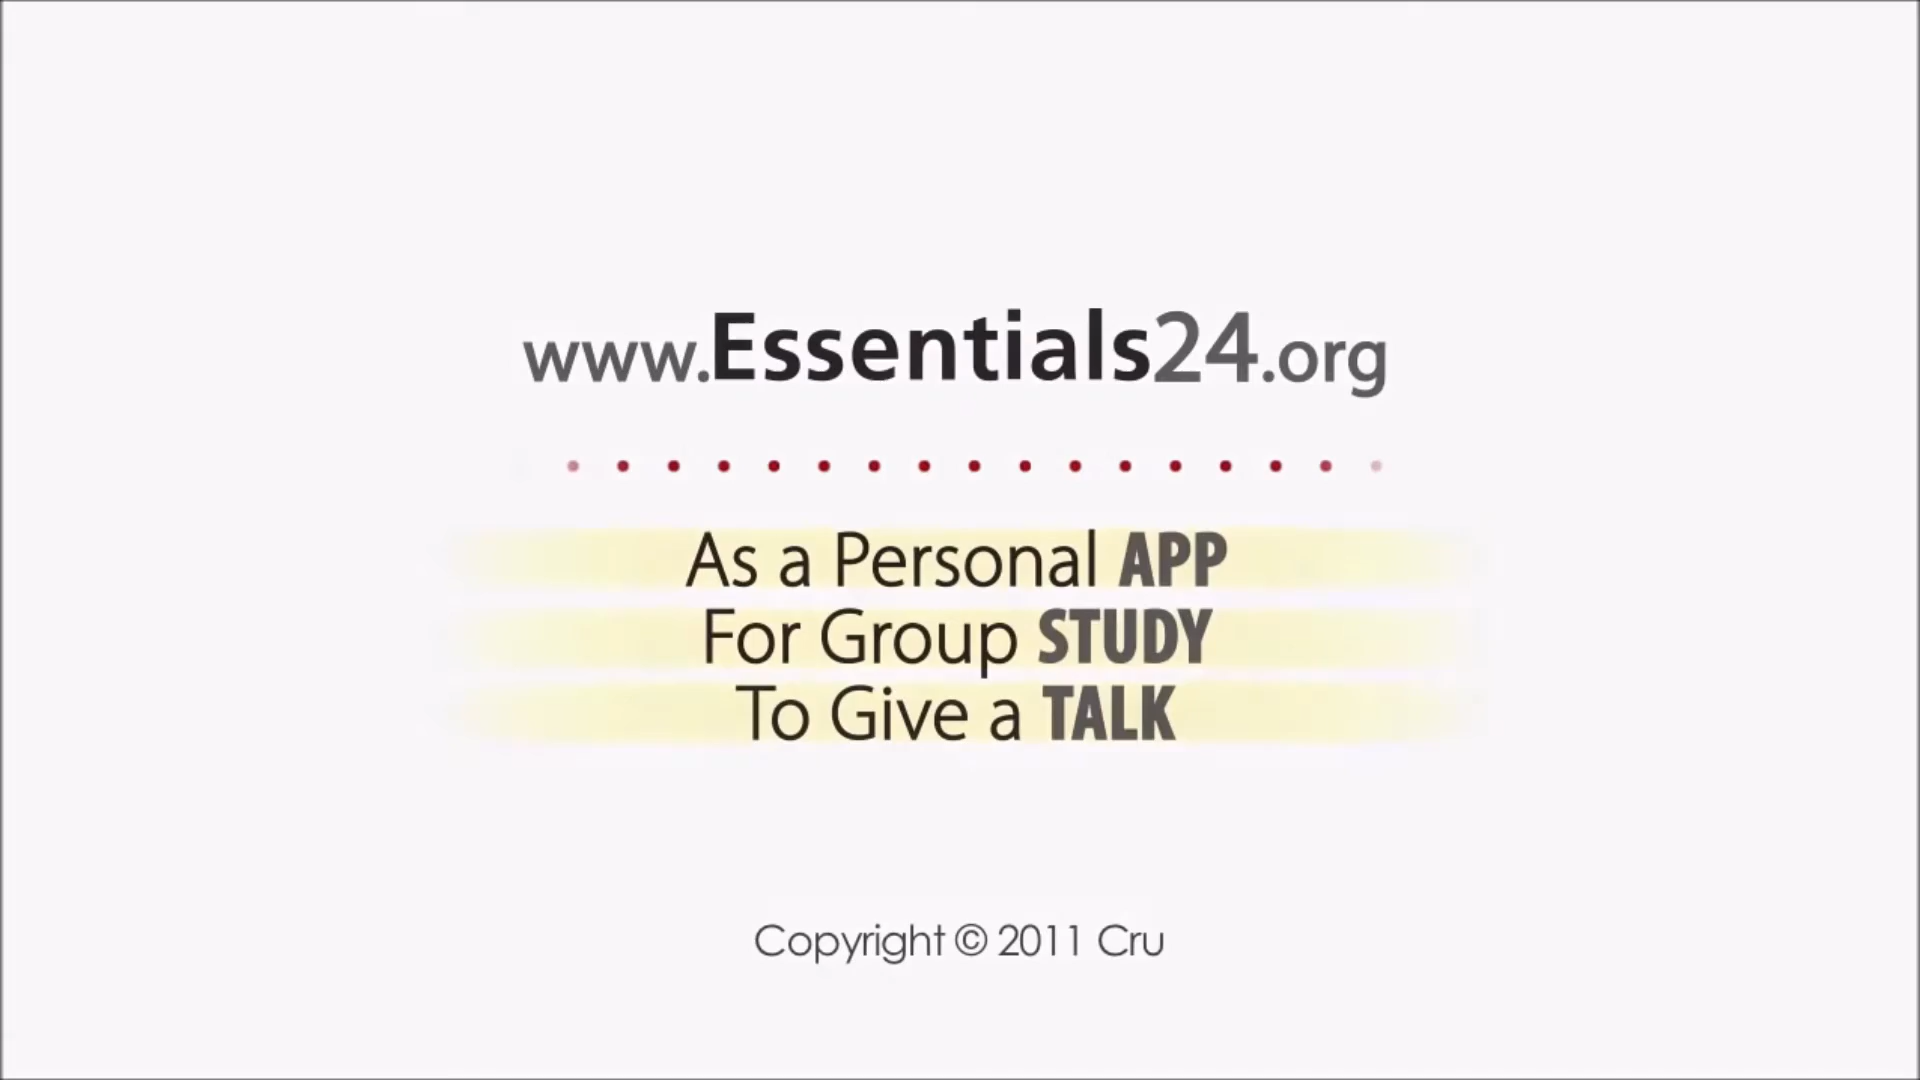 www.Essentials24.org
As a Personal APP
For Group STUDY
To Give a TALK
Copyright © 2011 Cru